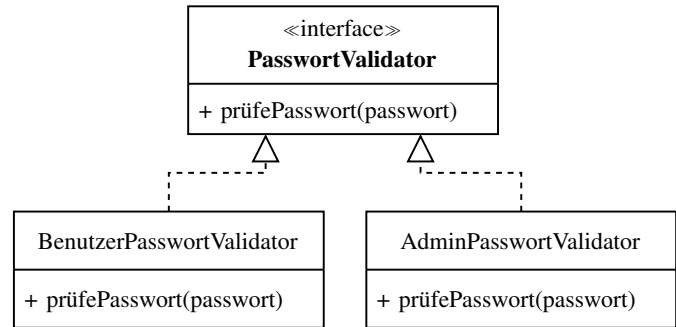 ≪interface≫
PasswortValidator
+ prüfePasswort(passwort)
BenutzerPasswortValidator
+ prüfePasswort(passwort)
AdminPasswortValidator
+ prüfePasswort(passwort)